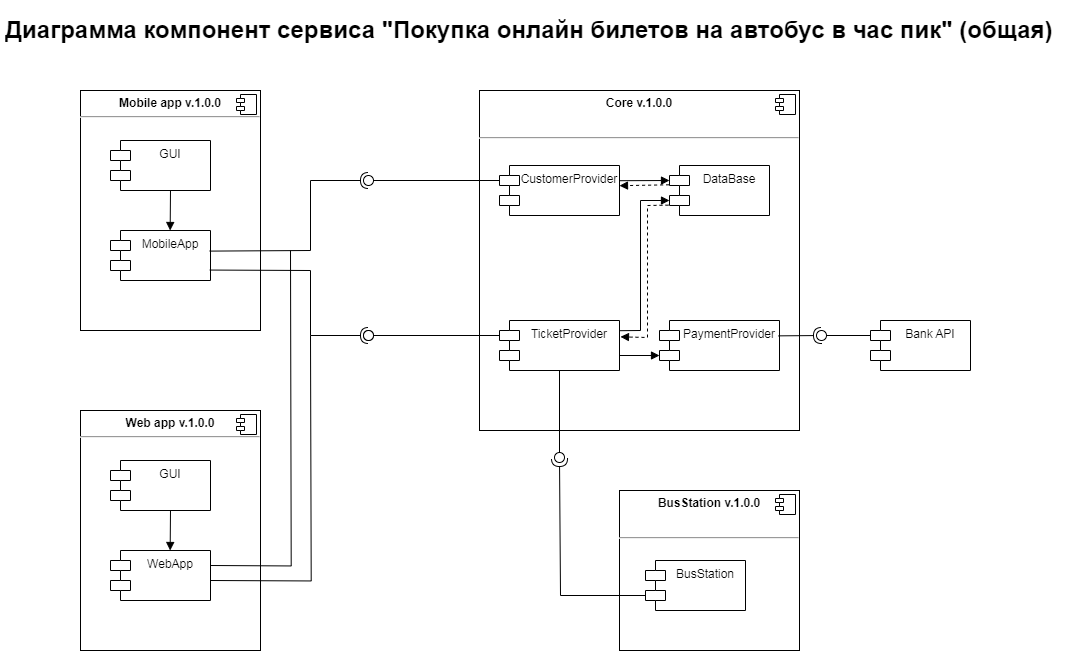 Диаграмма компонент сервиса "Покупка онлайн билетов на автобус в час пик" (общая)
Mobile app v.1.0.0
GUI
MobileApp
Core v.1.0.0
CustomerProvider
DataBase
TicketProvider
PaymentProvider
Bank API
Web app v.1.0.0
GUI
WebApp
BusStation v.1.0.0
BusStation